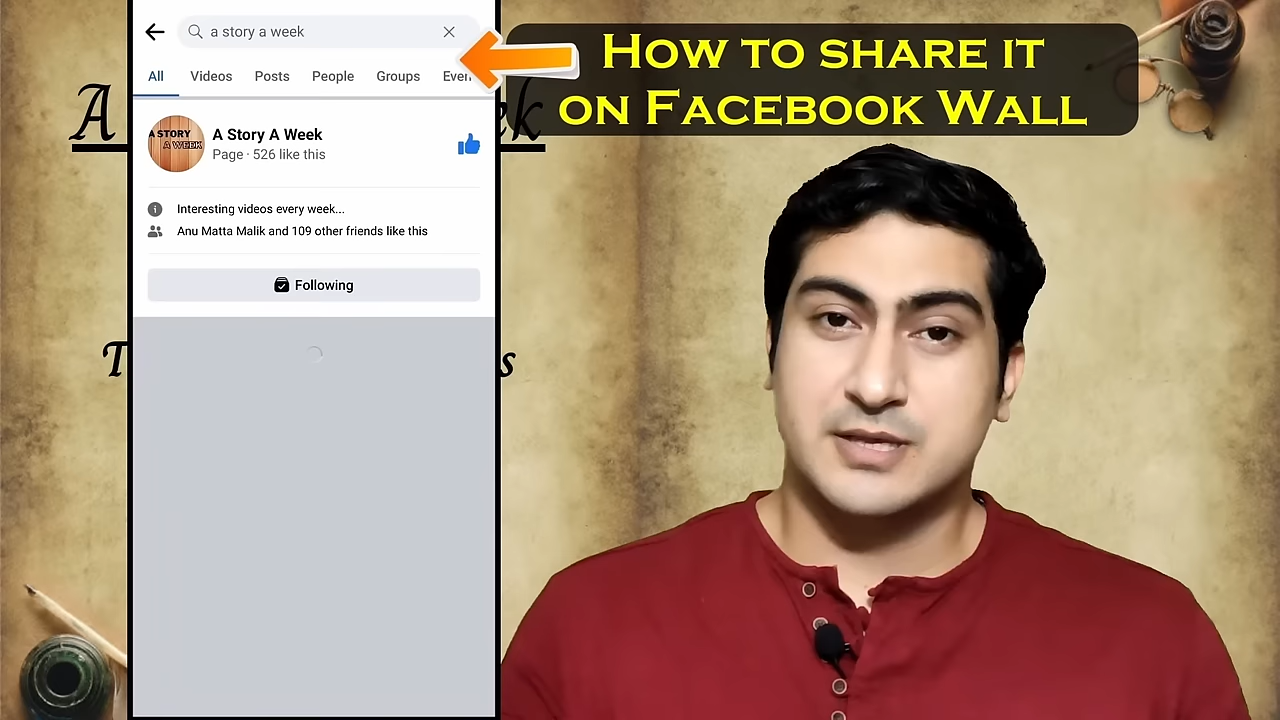 a story a week
All Videos Posts People Groups Even
A Story A Week
Page · 526 like this
A STORY
A WEEK
Interesting videos every week...
Anu Matta Malik and 109 other friends like this
Following
How to share it
on Facebook Wall
A
ek
T
s